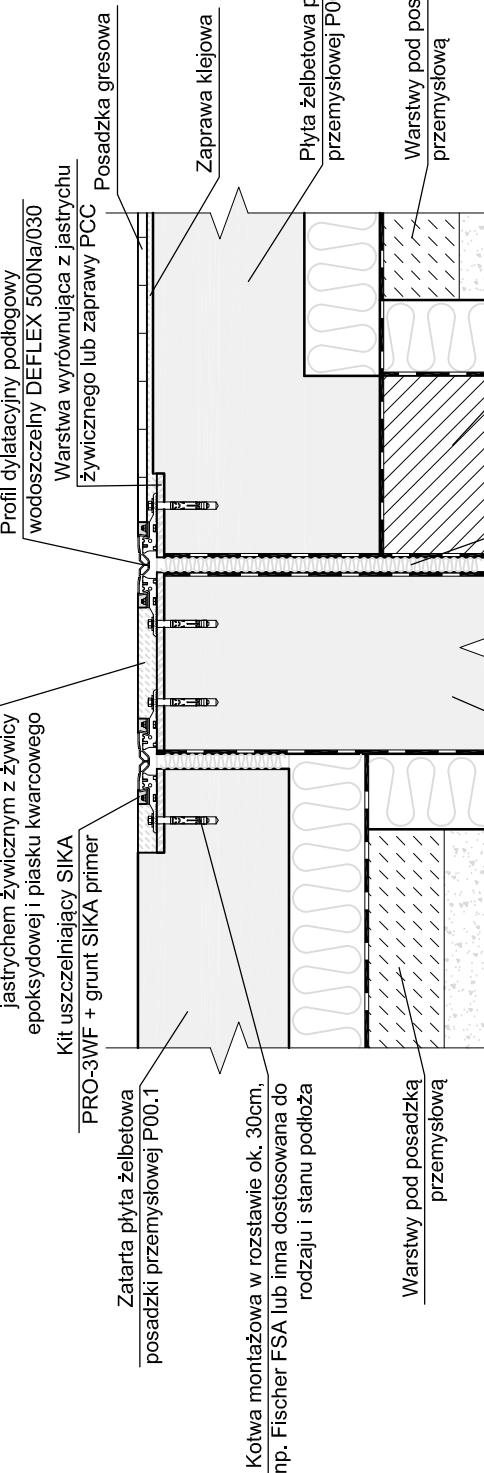 jastrychem żywicznym z żywicy
epoksydowej i piasku kwarcowego
Kit uszczelniający SIKA
PRO-3WF + grunt SIKA primer
Zatarta płyta żelbetowa
posadzki przemysłowej P00.1
Kotwa montażowa w rozstawie ok. 30cm,
np. Fischer FSA lub inna dostosowana do
rodzaju i stanu podłoża
Warstwy pod posadzką
przemysłową
Profil dylatacyjny podłogowy
wodoszczelny DEFLEX 500Na/030
Warstwa wyrównująca z jastrychu
żywicznego lub zaprawy PCC
Posadzka gresowa
Zaprawa klejowa
Płyta żelbetowa
przemysłowej
Warstwy pod
przemysłową